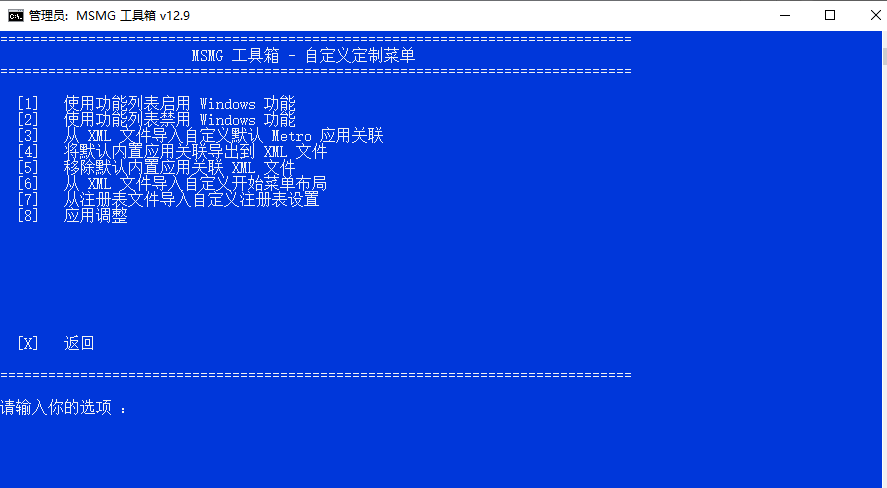 管理员: MSMG 工具箱 v12.9
===============================================================================
MSMG 工具箱 - 自定义定制菜单
===============================================================================
[1] 使用功能列表启用 Windows 功能
[2] 使用功能列表禁用 Windows 功能
[3] 从 XML 文件导入自定义默认 Metro 应用关联
[4] 将默认内置应用关联导出到 XML 文件
[5] 移除默认内置应用关联 XML 文件
[6] 从 XML 文件导入自定义开始菜单布局
[7] 从注册表文件导入自定义注册表设置
[8] 应用调整
[X] 返回
===============================================================================
请输入你的选项 :